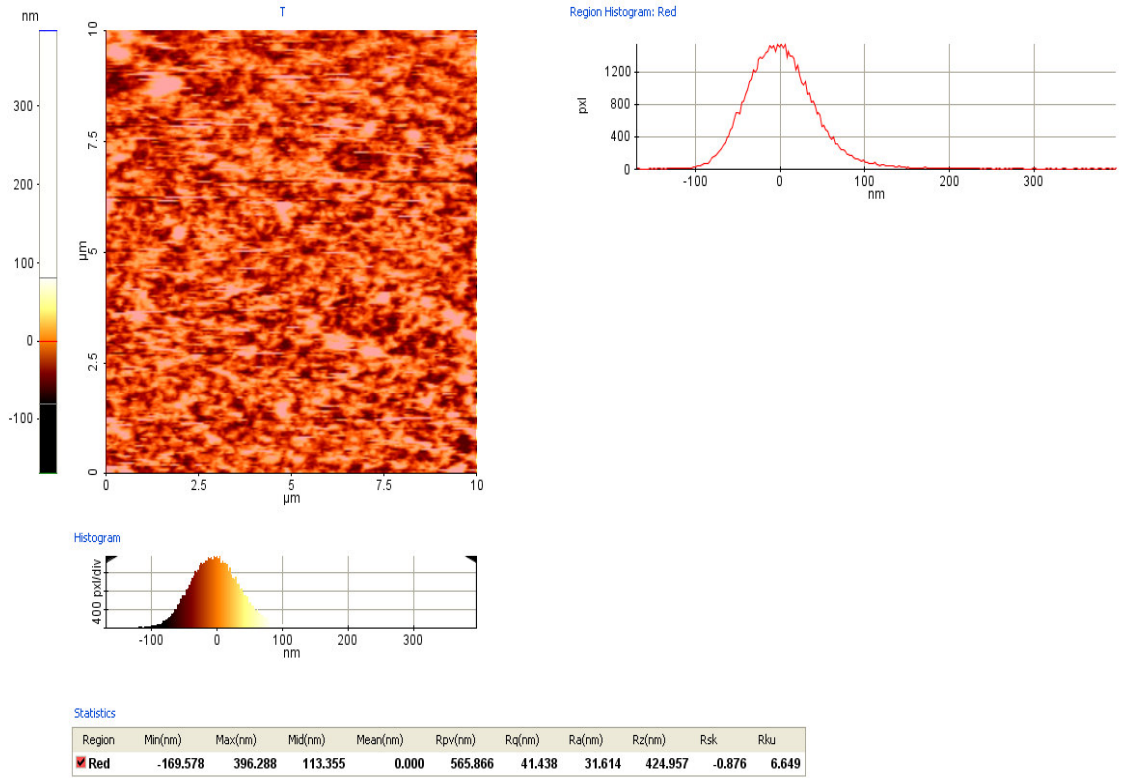 nm
T
300
200
100
0
-100
10
7.5
5
2.5
0
µm
0
2.5
5
7.5
10
µm
Region Histogram: Red
pxl
1200
800
400
0
-100
0
100
200
300
nm
Histogram
400 pxl/div
-100
0
100
200
300
nm
Statistics
Region Min(nm) Max(nm) Mid(nm) Mean(nm) Rpv(nm) Rq(nm) Ra(nm) Rz(nm) Rsk Rku
Red -169.578 396.288 113.355 0.000 565.866 41.438 31.614 424.957 -0.876 6.649